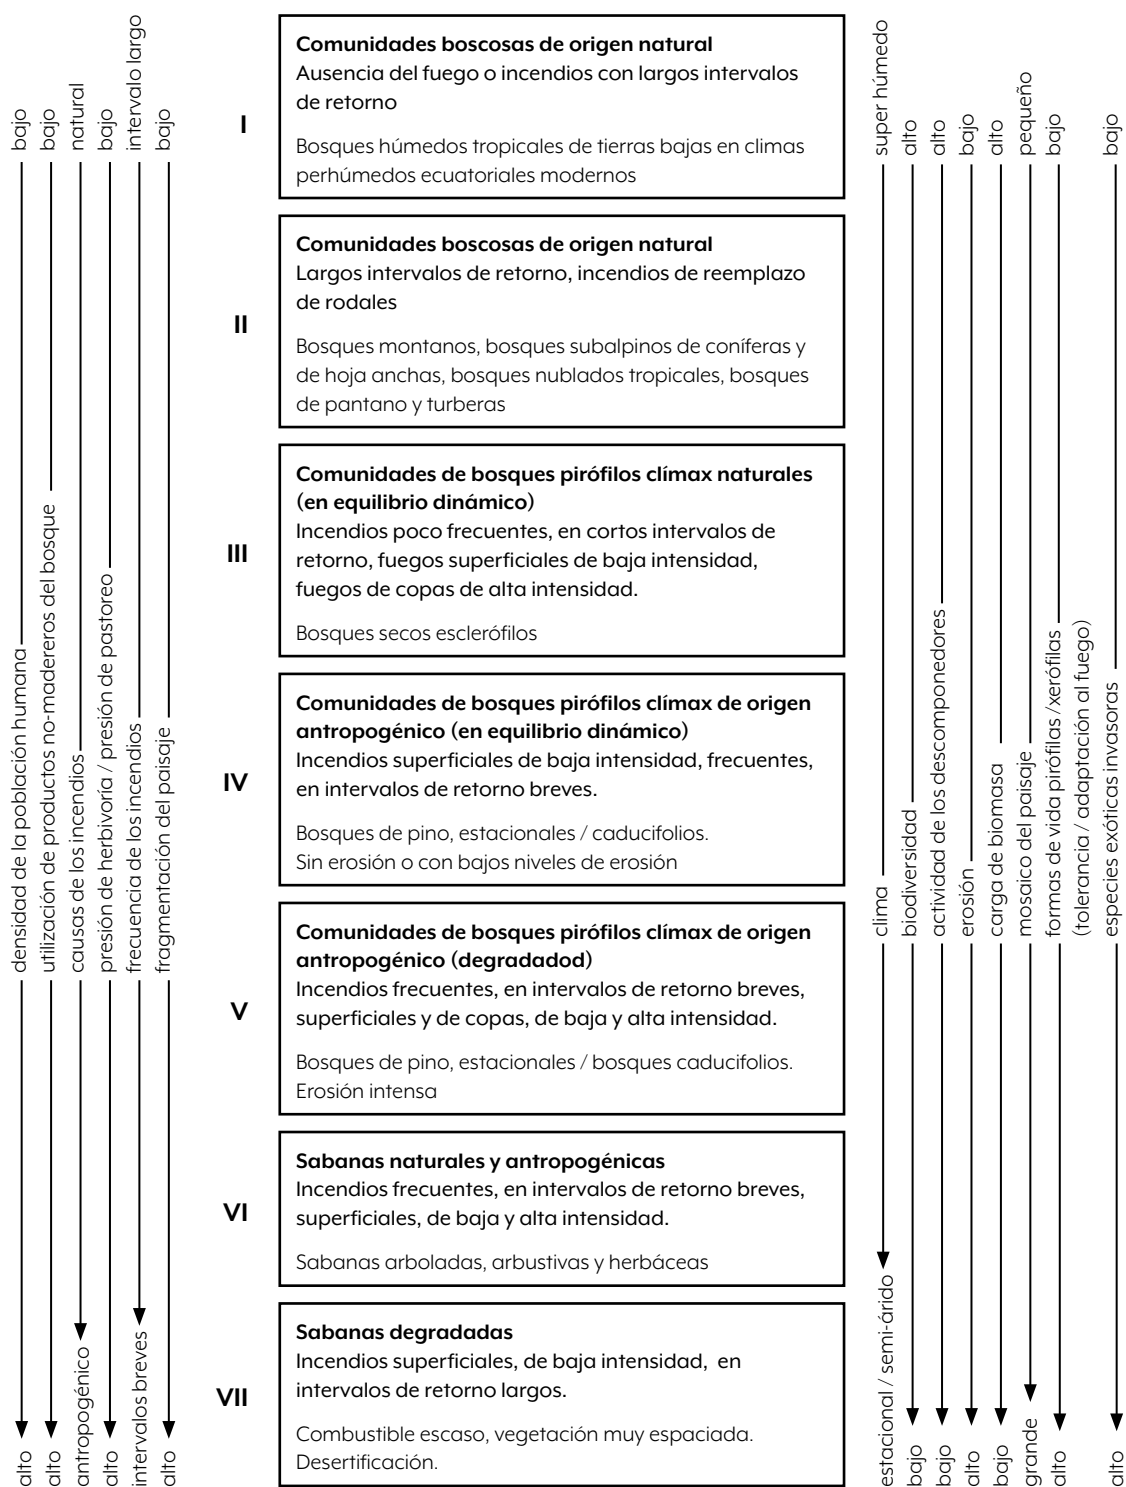 bajo
densidad de la población humana
alto
bajo
utilización de productos no-madereros del bosque
alto
natural
causas de los incendios
antropogénico
bajo
presión de herbivoría / presión de pastoreo
alto
intervalo largo
frecuencia de los incendios
intervalos breves
bajo
fragmentación del paisaje
alto
I
Comunidades boscosas de origen natural
Ausencia del fuego o incendios con largos intervalos
de retorno
Bosques húmedos tropicales de tierras bajas en climas
perhúmedos ecuatoriales modernos
II
Comunidades boscosas de origen natural
Largos intervalos de retorno, incendios de reemplazo
de rodales
Bosques montanos, bosques subalpinos de coníferas y
de hoja anchas, bosques nublados tropicales, bosques
de pantano y turberas
III
Comunidades de bosques pirófilos clímax naturales
(en equilibrio dinámico)
Incendios poco frecuentes, en cortos intervalos de
retorno, fuegos superficiales de baja intensidad,
fuegos de copas de alta intensidad.
Bosques secos esclerófilos
IV
Comunidades de bosques pirófilos clímax de origen
antropogénico (en equilibrio dinámico)
Incendios superficiales de baja intensidad, frecuentes,
en intervalos de retorno breves.
Bosques de pino, estacionales / caducifolios.
Sin erosión o con bajos niveles de erosión
V
Comunidades de bosques pirófilos clímax de origen
antropogénico (degradadod)
Incendios frecuentes, en intervalos de retorno breves,
superficiales y de copas, de baja y alta intensidad.
Bosques de pino, estacionales / bosques caducifolios.
Erosión intensa
VI
Sabanas naturales y antropogénicas
Incendios frecuentes, en intervalos de retorno breves,
superficiales, de baja y alta intensidad.
Sabanas arboladas, arbustivas y herbáceas
VII
Sabanas degradadas
Incendios superficiales, de baja intensidad, en
intervalos de retorno largos.
Combustible escaso, vegetación muy espaciada.
Desertificación.
super húmedo
clima
estacional / semi-árido
alto
biodiversidad
bajo
alto
actividad de los descomponedores
bajo
bajo
erosión
alto
alto
carga de biomasa
bajo
pequeño
mosaico del paisaje
grande
bajo
formas de vida pirófilas /xerófilas
(tolerancia / adaptación al fuego)
alto
bajo
especies exóticas invasoras
alto